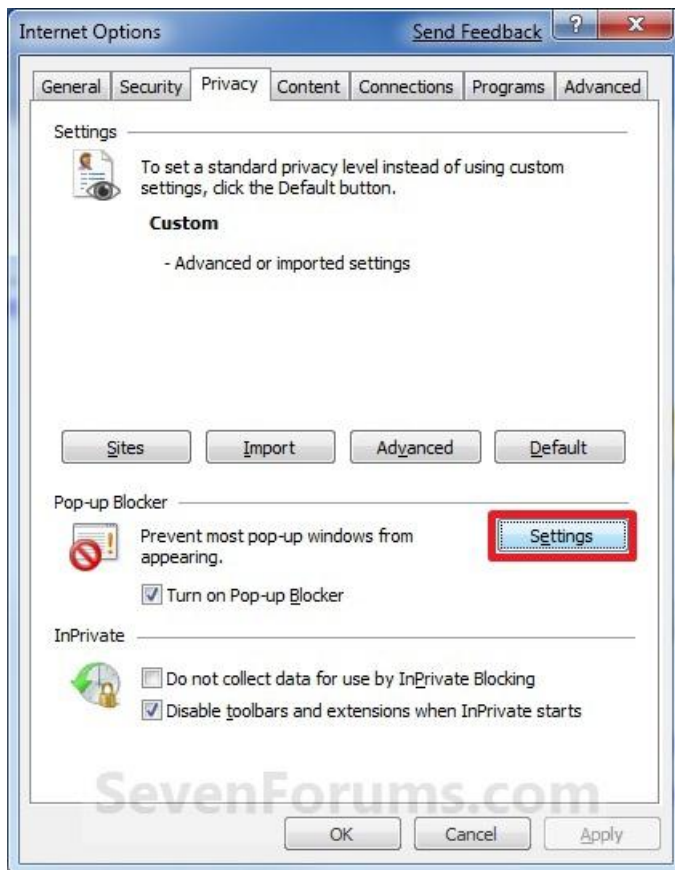 Internet Options
Send Feedback
?
X
General Security Privacy Content Connections Programs Advanced
Settings
To set a standard privacy level instead of using custom
settings, click the Default button.
Custom
- Advanced or imported settings
Sites Import Advanced Default
Pop-up Blocker
Prevent most pop-up windows from
appearing.
Settings
Turn on Pop-up Blocker
InPrivate
Do not collect data for use by InPrivate Blocking
Disable toolbars and extensions when InPrivate starts
SevenForums.com
OK Cancel Apply